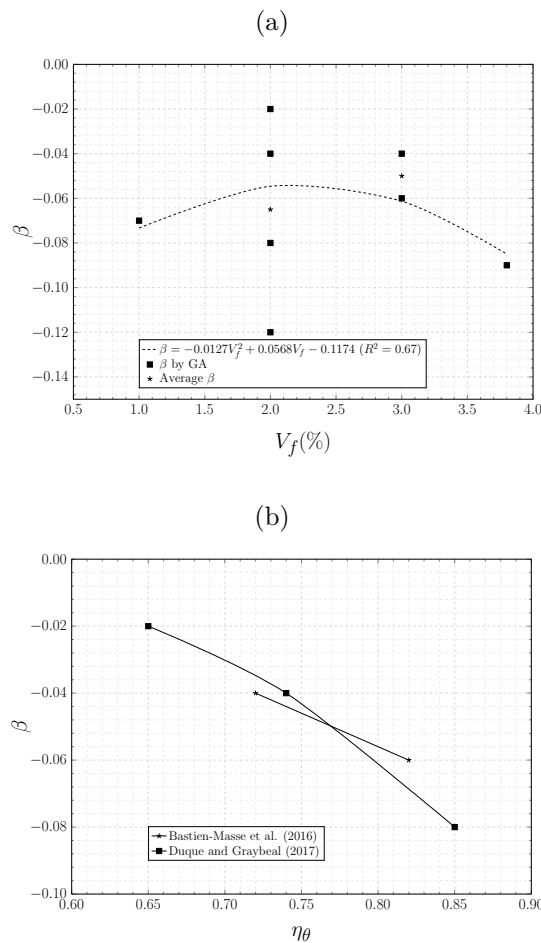 (a)
0.00
−0.02
−0.04
−0.06
−0.08
−0.10
−0.12
−0.14
β
β = −0.0127V_f^2 + 0.0568V_f − 0.1174 (R^2 = 0.67)
β by GA
Average β
0.5 1.0 1.5 2.0 2.5 3.0 3.5 4.0
V_f(%)
(b)
0.00
−0.02
−0.04
−0.06
−0.08
−0.10
β
Bastien-Masse et al. (2016)
Duque and Graybeal (2017)
0.60 0.65 0.70 0.75 0.80 0.85 0.90
η_θ